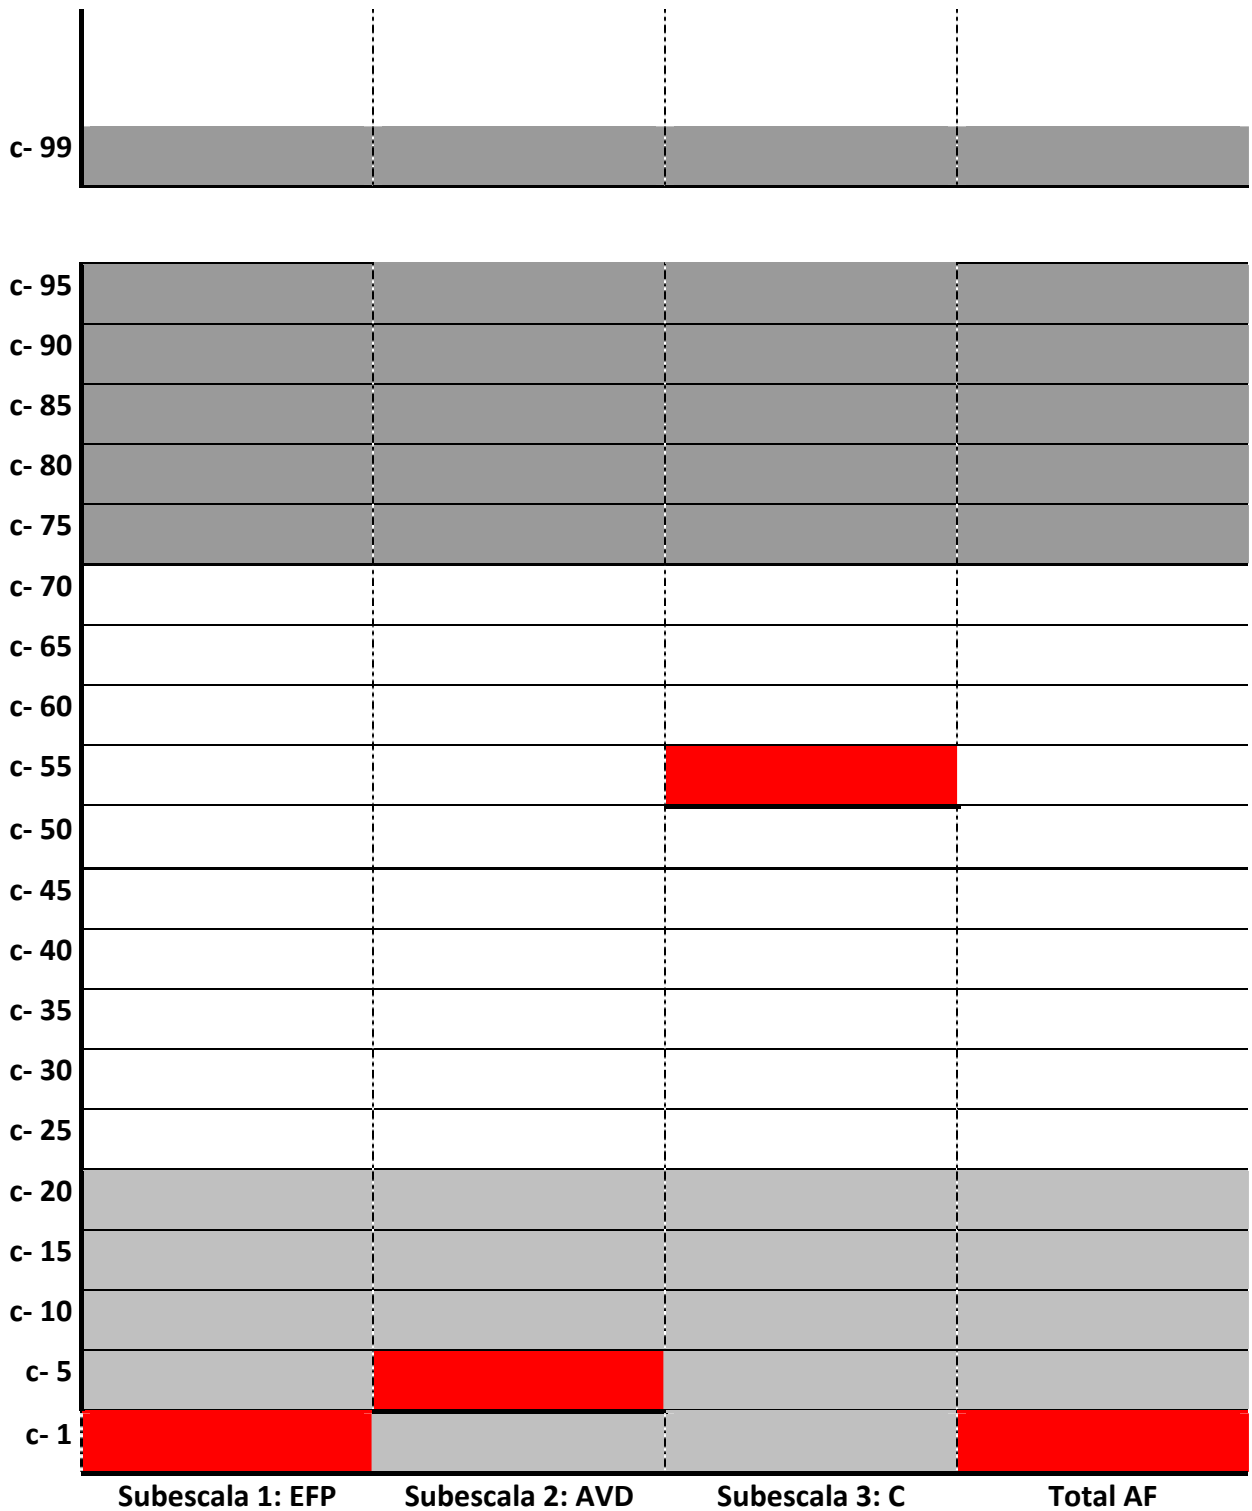 c- 99
c- 95
c- 90
c- 85
c- 80
c- 75
c- 70
c- 65
c- 60
c- 55
c- 50
c- 45
c- 40
c- 35
c- 30
c- 25
c- 20
c- 15
c- 10
c- 5
c- 1
Subescala 1: EFP Subescala 2: AVD Subescala 3: C Total AF